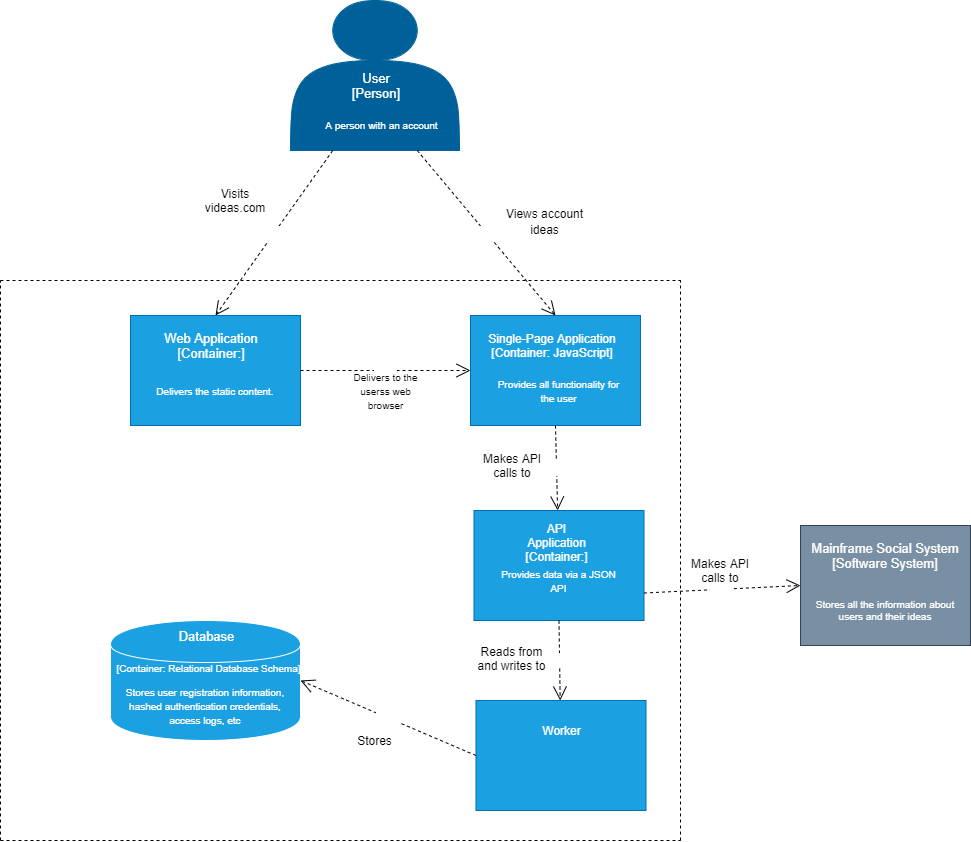 User
[Person]
A person with an account
Visits
videas.com
Views account
ideas
Web Application
[Container:]
Delivers the static content.
Delivers to the
userss web
browser
Single-Page Application
[Container: JavaScript]
Provides all functionality for
the user
Makes API
calls to
API
Application
[Container:]
Provides data via a JSON
API
Makes API
calls to
Mainframe Social System
[Software System]
Stores all the information about
users and their ideas
Reads from
and writes to
Database
[Container: Relational Database Schema]
Stores user registration information,
hashed authentication credentials,
access logs, etc
Stores
Worker